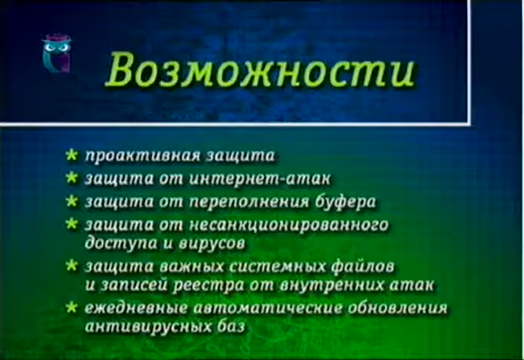 Возможности
* проактивная защита
* защита от интернет-атак
* защита от переполнения буфера
* защита от несанкционированного
доступа и вирусов
* защита важных системных файлов
и записей реестра от внутренних атак
* ежедневные автоматические обновления
антивирусных баз